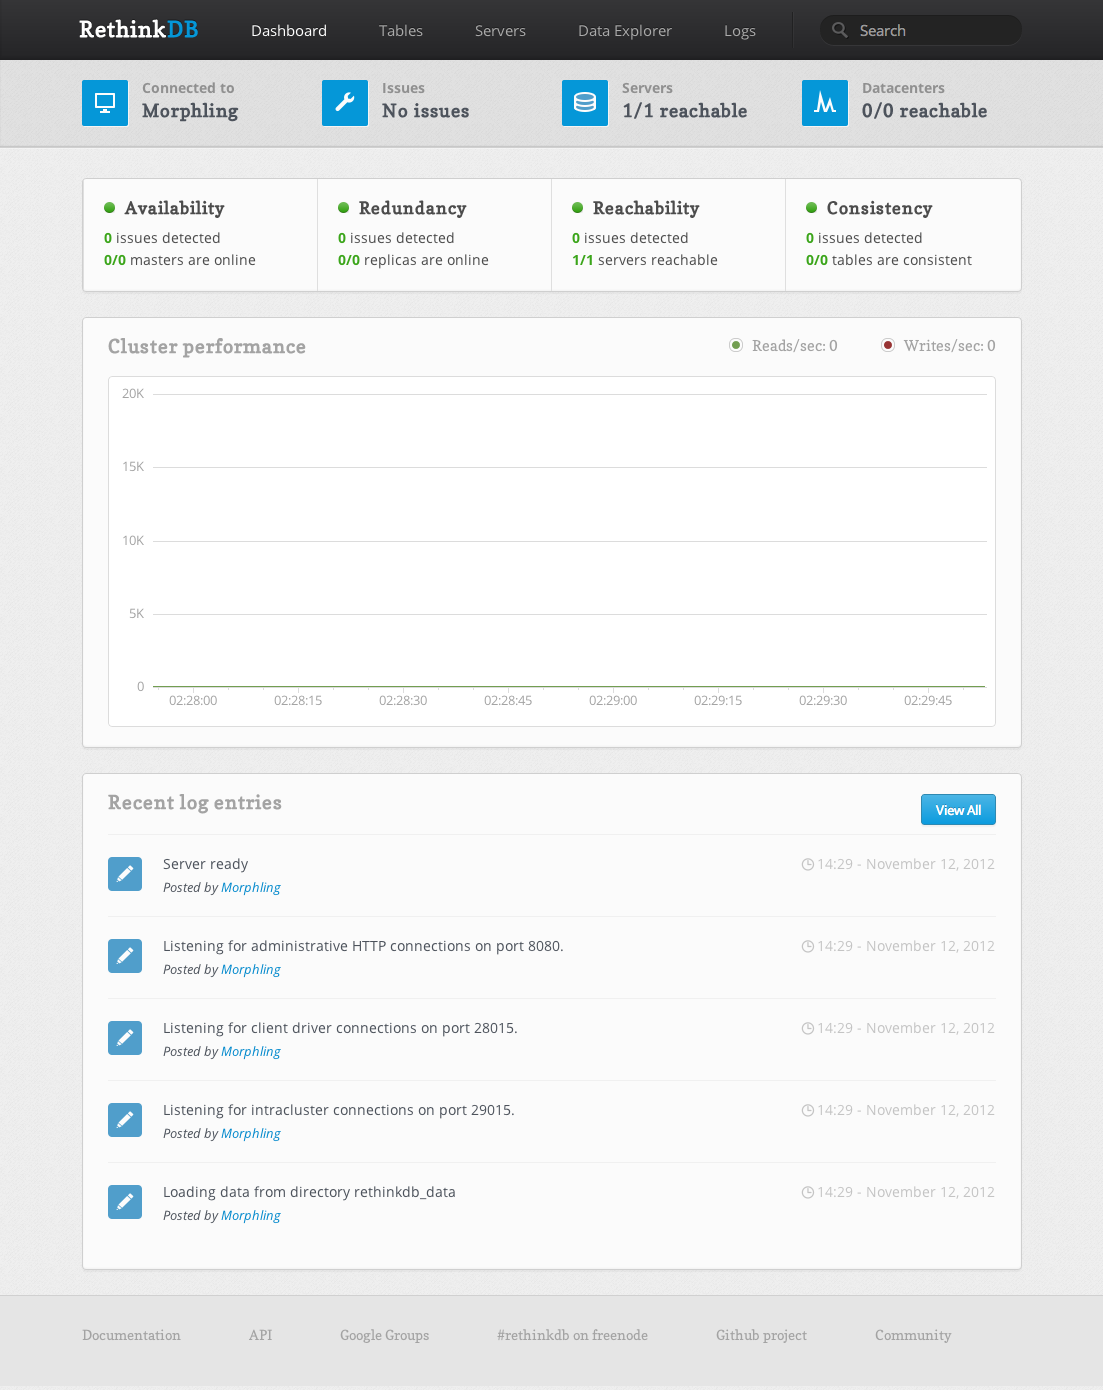 RethinkDB Dashboard Tables Servers Data Explorer Logs Search
Connected to
Morphling
Issues
No issues
Servers
1/1 reachable
Datacenters
0/0 reachable
Availability
0 issues detected
0/0 masters are online
Redundancy
0 issues detected
0/0 replicas are online
Reachability
0 issues detected
1/1 servers reachable
Consistency
0 issues detected
0/0 tables are consistent
Cluster performance Reads/sec: 0 Writes/sec: 0
20K
15K
10K
5K
0
02:28:00 02:28:15 02:28:30 02:28:45 02:29:00 02:29:15 02:29:30 02:29:45
Recent log entries View All
Server ready 14:29 - November 12, 2012
Posted by Morphling
Listening for administrative HTTP connections on port 8080. 14:29 - November 12, 2012
Posted by Morphling
Listening for client driver connections on port 28015. 14:29 - November 12, 2012
Posted by Morphling
Listening for intracluster connections on port 29015. 14:29 - November 12, 2012
Posted by Morphling
Loading data from directory rethinkdb_data 14:29 - November 12, 2012
Posted by Morphling
Documentation API Google Groups #rethinkdb on freenode Github project Community